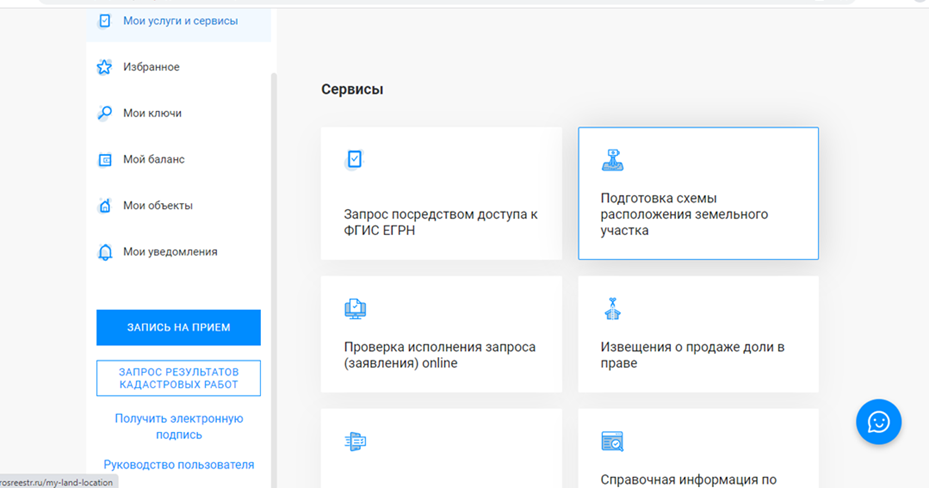 Мои услуги и сервисы
Избранное
Мои ключи
Мой баланс
Мои объекты
Мои уведомления
ЗАПИСЬ НА ПРИЕМ
ЗАПРОС РЕЗУЛЬТАТОВ
КАДАСТРОВЫХ РАБОТ
Получить электронную
подпись
Руководство пользователя
rosreestr.ru/my-land-location
Сервисы
Запрос посредством доступа к
ФГИС ЕГРН
Подготовка схемы
расположения земельного
участка
Проверка исполнения запроса
(заявления) online
Извещения о продаже доли в
праве
Справочная информация по